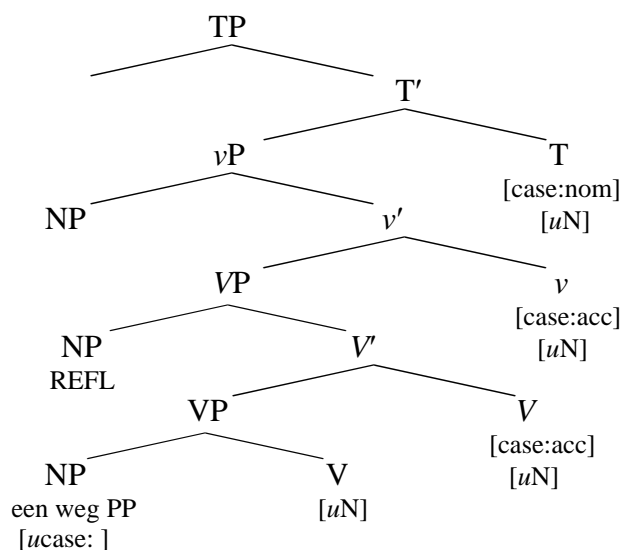 TP
T′
vP T
[case:nom]
NP v′ [uN]
VP v
[case:acc]
NP V′ [uN]
REFL
VP V
[case:acc]
NP V [uN]
een weg PP [uN]
[ucase: ]